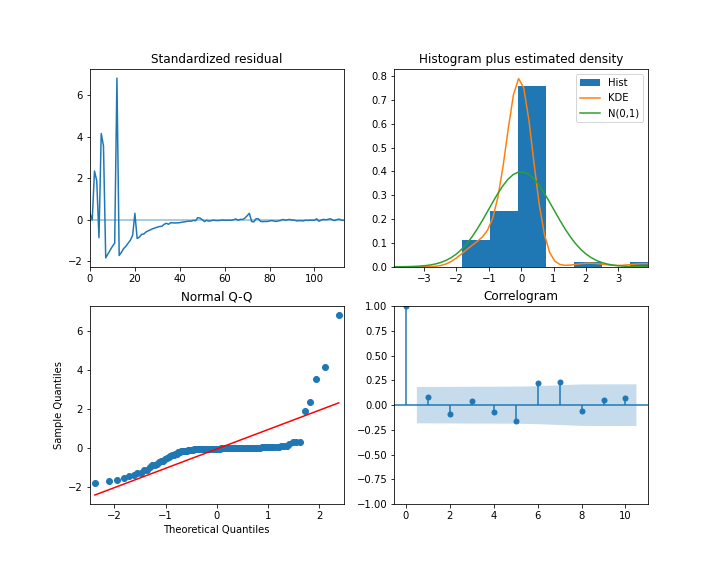 Standardized residual
6
4
2
0
−2
0 20 40 60 80 100
Histogram plus estimated density
0.8
0.7
0.6
0.5
0.4
0.3
0.2
0.1
0.0
Hist
KDE
N(0,1)
−3 −2 −1 0 1 2 3
Normal Q-Q
Sample Quantiles
6
4
2
0
−2
−2 −1 0 1 2
Theoretical Quantiles
Correlogram
1.00
0.75
0.50
0.25
0.00
−0.25
−0.50
−0.75
−1.00
0 2 4 6 8 10